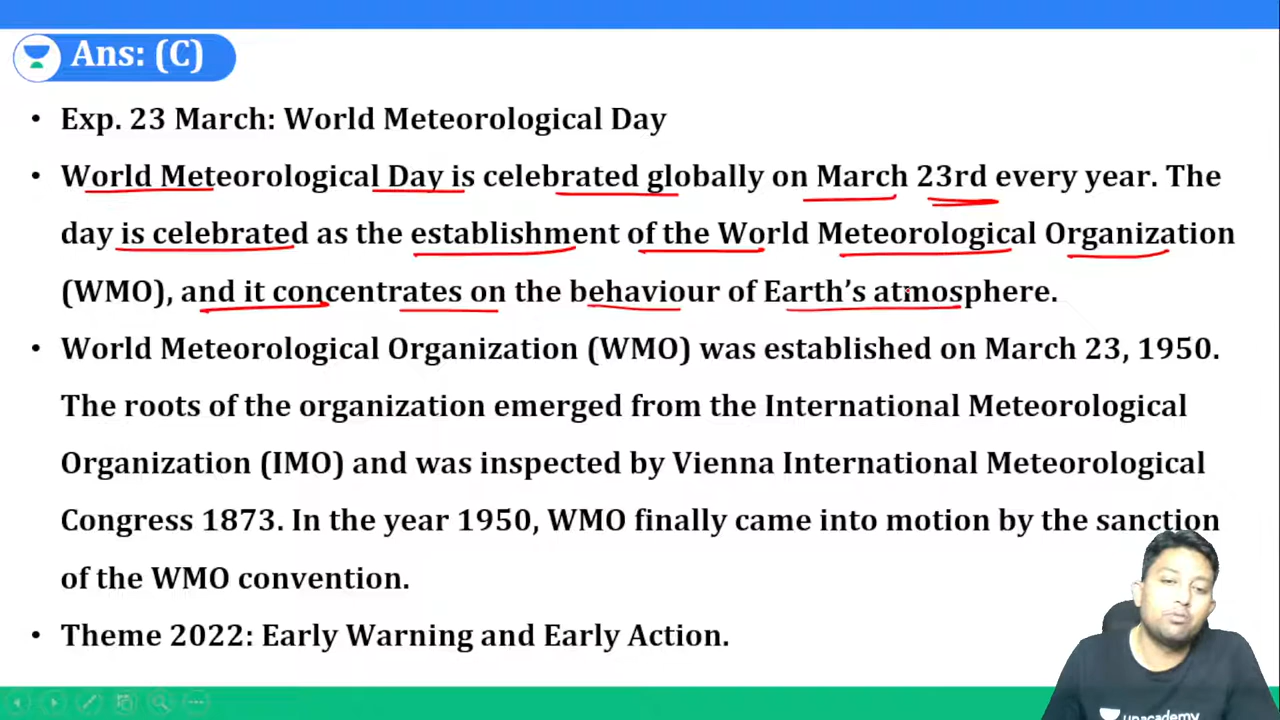 Ans: (C)
• Exp. 23 March: World Meteorological Day
• World Meteorological Day is celebrated globally on March 23rd every year. The
day is celebrated as the establishment of the World Meteorological Organization
(WMO), and it concentrates on the behaviour of Earth's atmosphere.
• World Meteorological Organization (WMO) was established on March 23, 1950.
The roots of the organization emerged from the International Meteorological
Organization (IMO) and was inspected by Vienna International Meteorological
Congress 1873. In the year 1950, WMO finally came into motion by the sanction
of the WMO convention.
• Theme 2022: Early Warning and Early Action.
unacademy